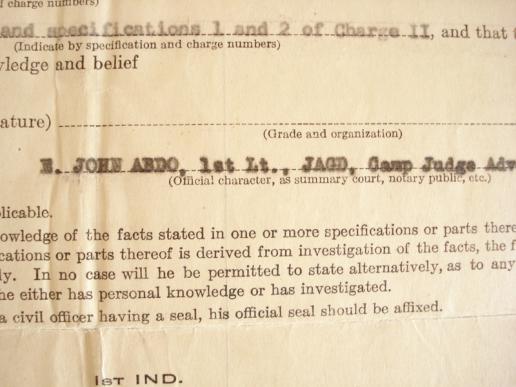 f charge numbers)
and specifications 1 and 2 of Charge II, and that
(Indicate by specification and charge numbers)
wledge and belief
ature)
(Grade and organization)
E. JOHN ABDO, 1st Lt., JAGD, Camp Judge Adv
(Official character, as summary court, notary public, etc.)
plicable.
owledge of the facts stated in one or more specifications or parts there
cations or parts thereof is derived from investigation of the facts, the f
ly. In no case will he be permitted to state alternatively, as to any
he either has personal knowledge or has investigated.
a civil officer having a seal, his official seal should be affixed.
1ST IND.